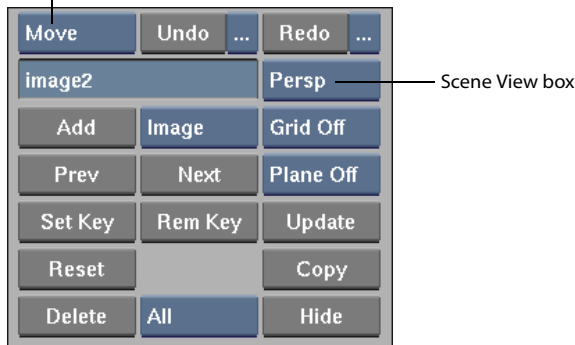 Move Undo ... Redo ...
image2 Persp Scene View box
Add Image Grid Off
Prev Next Plane Off
Set Key Rem Key Update
Reset Copy
Delete All Hide